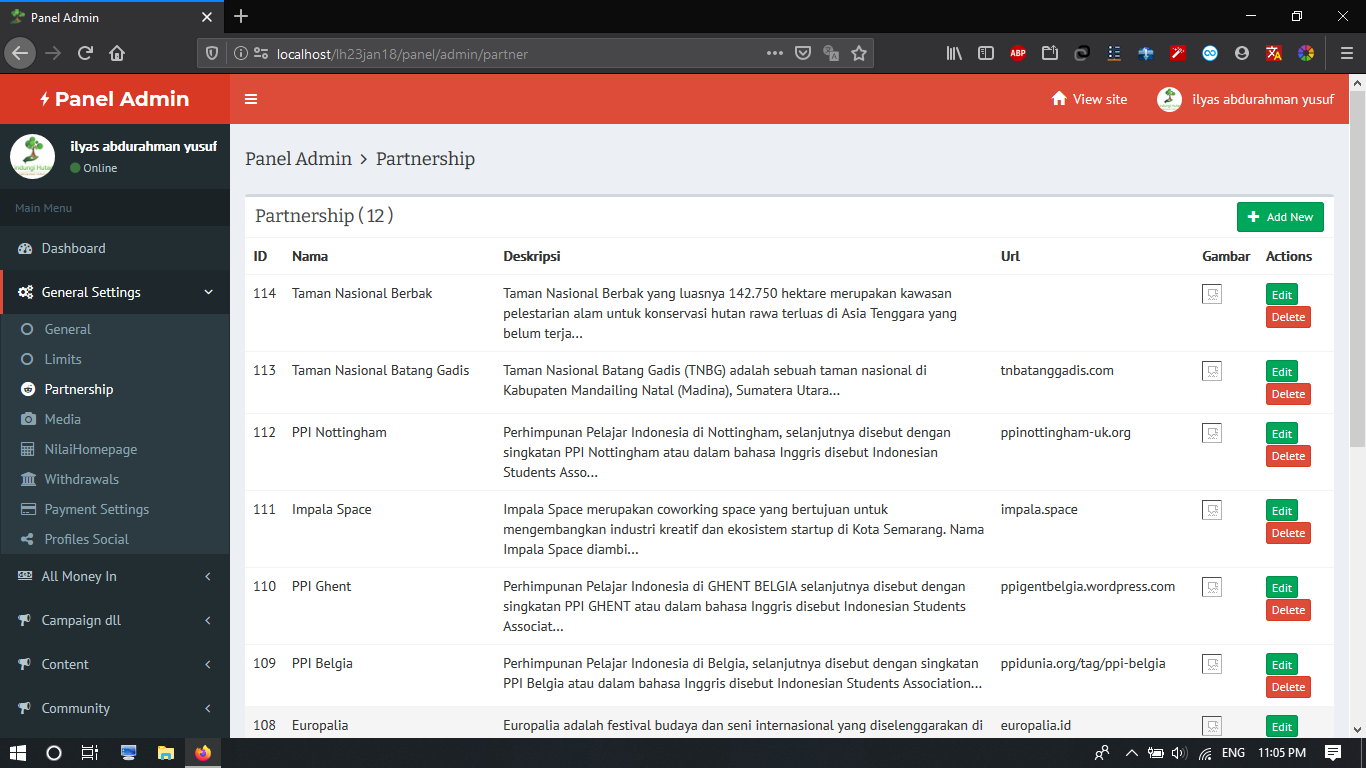 Panel Admin
localhost/lh23jan18/panel/admin/partner
ABP
Panel Admin
View site
ilyas abdurahman yusuf
ilyas abdurahman yusuf
Online
Main Menu
Dashboard
General Settings
General
Limits
Partnership
Media
NilaiHomepage
Withdrawals
Payment Settings
Profiles Social
All Money In
Campaign dll
Content
Community
Panel Admin > Partnership
Partnership ( 12 )
Add New
ID Nama Deskripsi Url Gambar Actions
114 Taman Nasional Berbak Taman Nasional Berbak yang luasnya 142.750 hektare merupakan kawasan Edit
pelestarian alam untuk konservasi hutan rawa terluas di Asia Tenggara yang Delete
belum terja...
113 Taman Nasional Batang Gadis Taman Nasional Batang Gadis (TNBG) adalah sebuah taman nasional di tnbatanggadis.com Edit
Kabupaten Mandailing Natal (Madina), Sumatera Utara... Delete
112 PPI Nottingham Perhimpunan Pelajar Indonesia di Nottingham, selanjutnya disebut dengan ppinottingham-uk.org Edit
singkatan PPI Nottingham atau dalam bahasa Inggris disebut Indonesian Delete
Students Asso...
111 Impala Space Impala Space merupakan coworking space yang bertujuan untuk impala.space Edit
mengembangkan industri kreatif dan ekosistem startup di Kota Semarang. Nama Delete
Impala Space diambi...
110 PPI Ghent Perhimpunan Pelajar Indonesia di GHENT BELGIA selanjutnya disebut dengan ppigentbelgia.wordpress.com Edit
singkatan PPI GHENT atau dalam bahasa Inggris disebut Indonesian Students Delete
Associat...
109 PPI Belgia Perhimpunan Pelajar Indonesia di Belgia, selanjutnya disebut dengan singkatan ppidunia.org/tag/ppi-belgia Edit
PPI Belgia atau dalam bahasa Inggris disebut Indonesian Students Association... Delete
108 Europalia Europalia adalah festival budaya dan seni internasional yang diselenggarakan di europalia.id Edit
ENG 11:05 PM